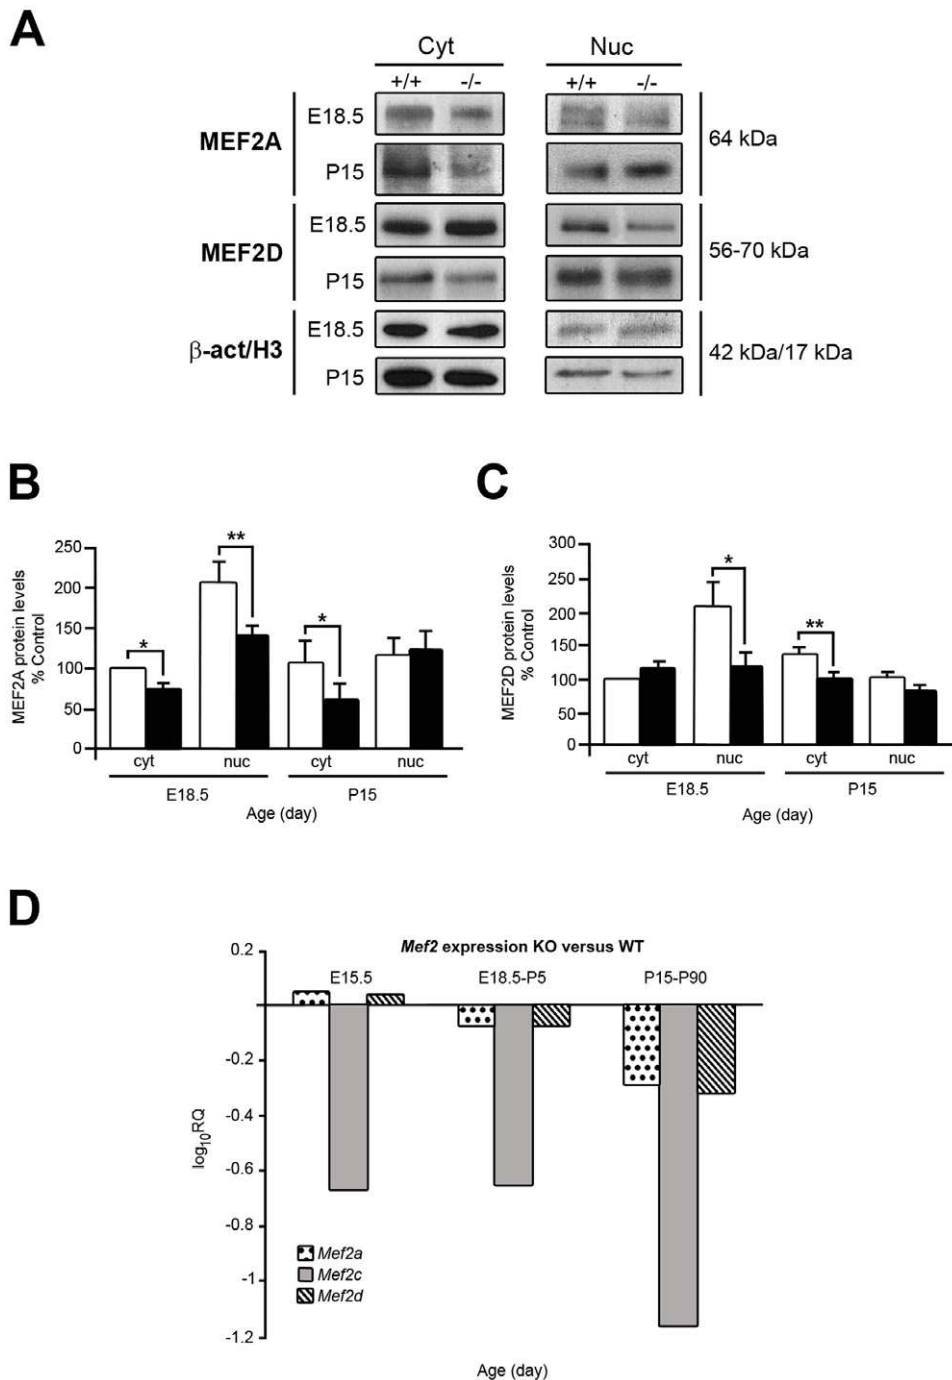 A
Cyt Nuc
+/+ -/- +/+ -/-
MEF2A E18.5 64 kDa
P15
MEF2D E18.5 56-70 kDa
P15
β-act/H3 E18.5 42 kDa/17 kDa
P15
B
MEF2A protein levels
% Control
250
200
150
100
50
0
* ** *
cyt nuc cyt nuc
E18.5 P15
Age (day)
C
MEF2D protein levels
% Control
300
250
200
150
100
50
0
* **
cyt nuc cyt nuc
E18.5 P15
Age (day)
D
Mef2 expression KO versus WT
E15.5 E18.5-P5 P15-P90
log10RQ
0.2
-0.2
-0.4
-0.6
-0.8
-1
-1.2
Mef2a
Mef2c
Mef2d
Age (day)